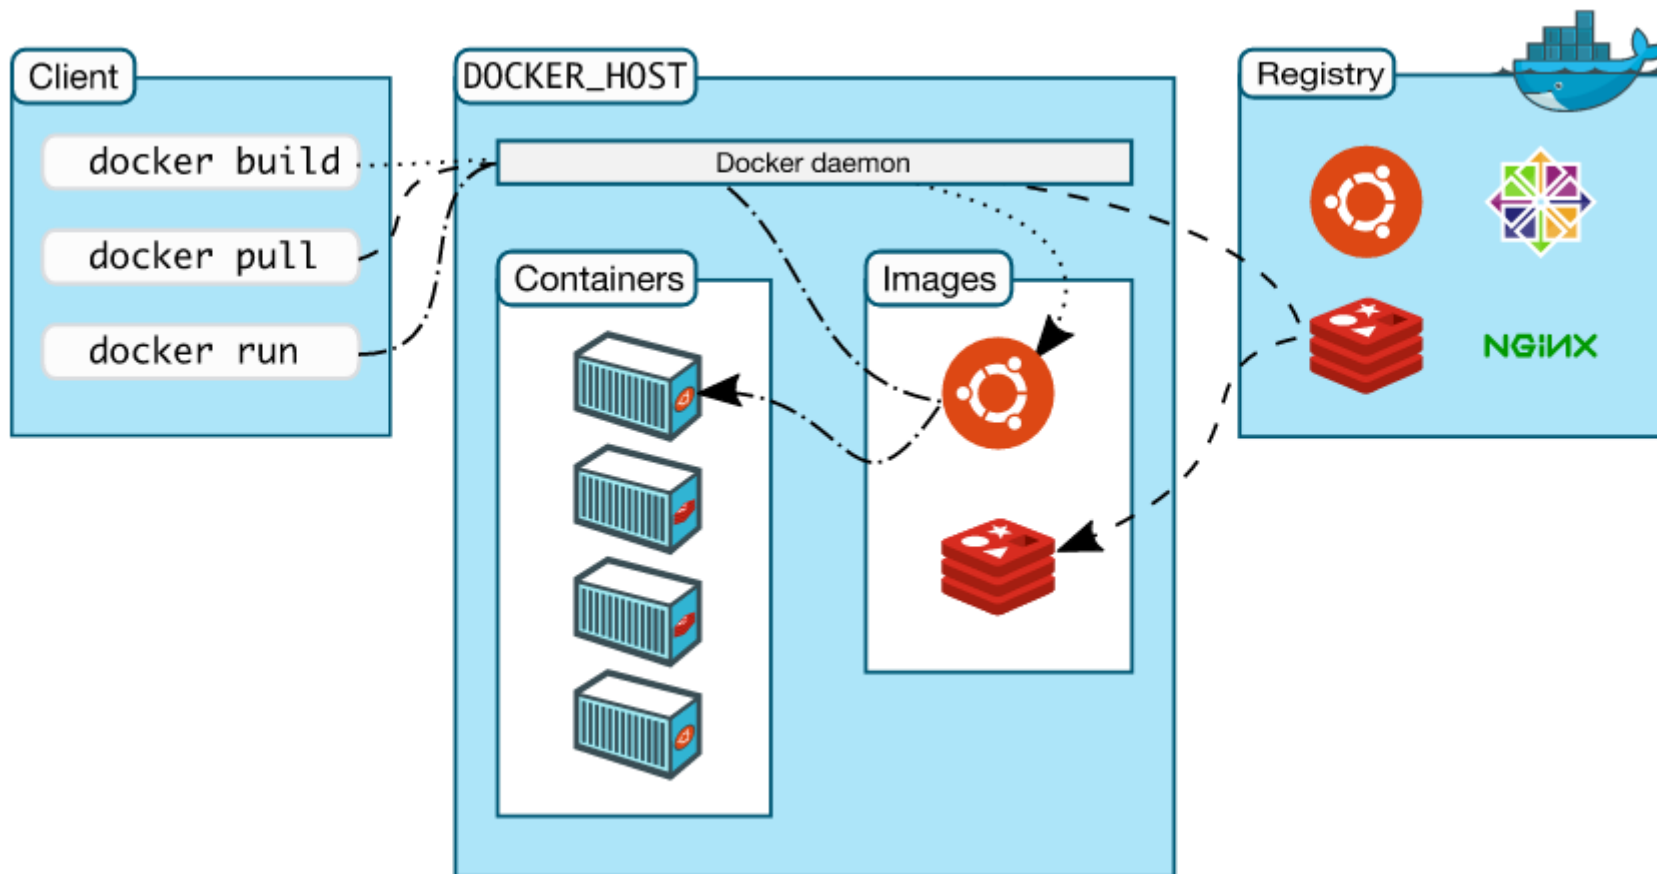 Client
docker build
docker pull
docker run
DOCKER_HOST
Docker daemon
Containers
Images
Registry
NGiNX